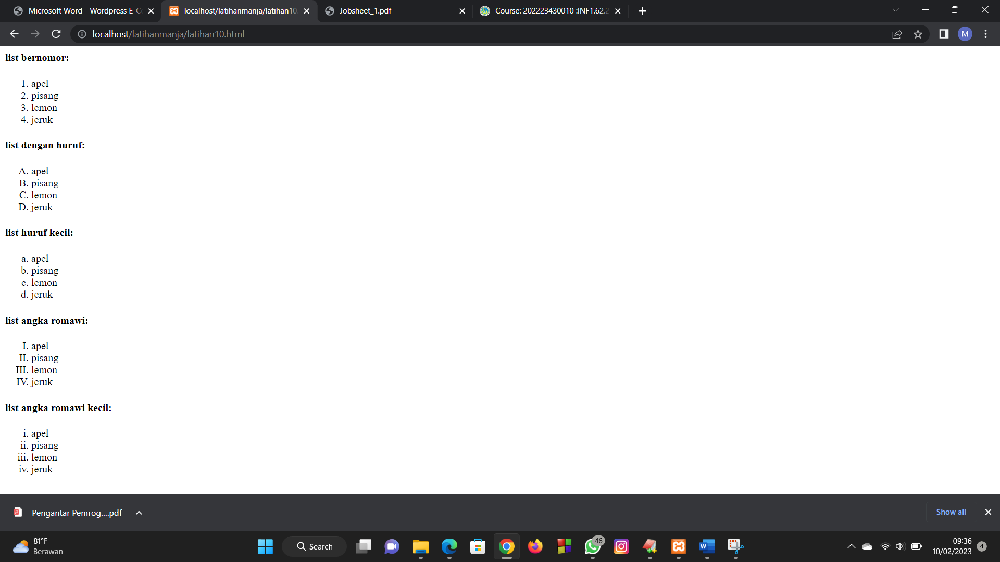 Microsoft Word - Wordpress E-C
localhost/latihanmanja/latihan10
Jobsheet_1.pdf
Course: 202223430010 :INF1.62.2
localhost/latihanmanja/latihan10.html
M
list bernomor:
1. apel
2. pisang
3. lemon
4. jeruk
list dengan huruf:
A. apel
B. pisang
C. lemon
D. jeruk
list huruf kecil:
a. apel
b. pisang
c. lemon
d. jeruk
list angka romawi:
I. apel
II. pisang
III. lemon
IV. jeruk
list angka romawi kecil:
i. apel
ii. pisang
iii. lemon
iv. jeruk
Pengantar Pemrog....pdf
Show all
81°F
Berawan
Search
46
W
09:36
10/02/2023
4